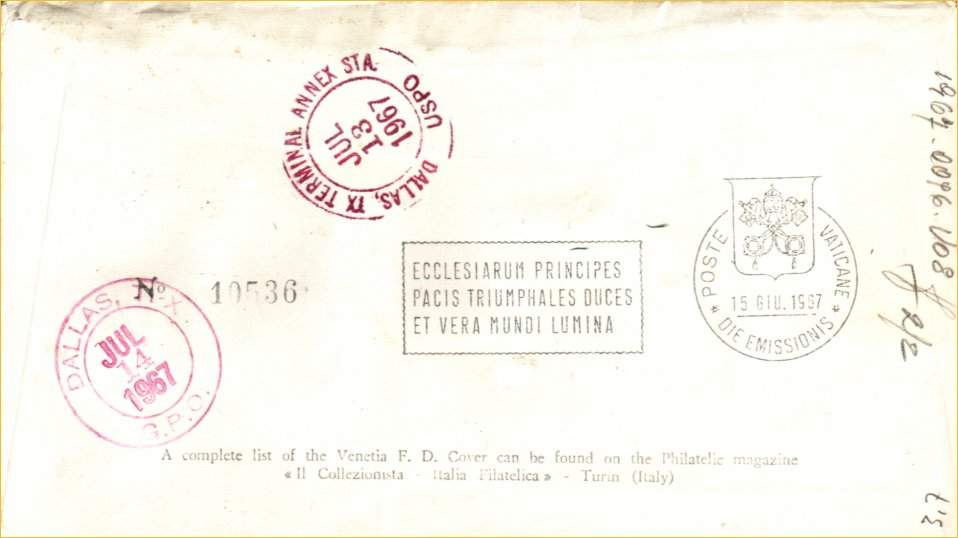 DALLAS, TX TERMINAL ANNEX STA.
USPO
JUL
13
1967
POSTE VATICANE
15 GIU. 1967
* DIE EMISSIONIS *
ECCLESIARUM PRINCIPES
PACIS TRIUMPHALES DUCES
ET VERA MUNDI LUMINA
No. 10536
DALLAS, TEX.
JUL
14
1967
G.P.O.
A complete list of the Venetia F. D. Cover can be found on the Philatelic magazine
« Il Collezionista - Italia Filatelica » - Turin (Italy)
2/2